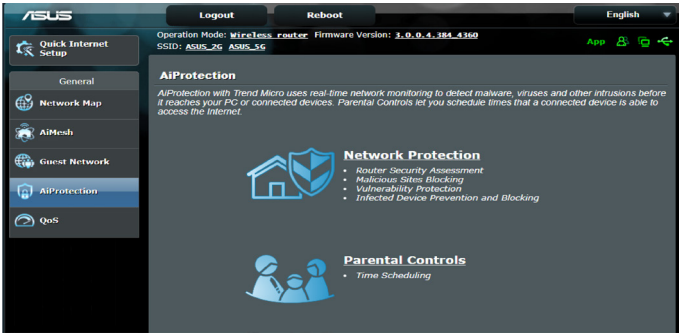 ASUS Logout Reboot English
Quick Internet
Setup
Operation Mode: Wireless router Firmware Version: 3.0.0.4.384_4360
SSID: ASUS_2G ASUS_5G
App
General
Network Map
AiMesh
Guest Network
AiProtection
QoS
AiProtection
AiProtection with Trend Micro uses real-time network monitoring to detect malware, viruses and other intrusions before
it reaches your PC or connected devices. Parental Controls let you schedule times that a connected device is able to
access the Internet.
Network Protection
• Router Security Assessment
• Malicious Sites Blocking
• Vulnerability Protection
• Infected Device Prevention and Blocking
Parental Controls
• Time Scheduling